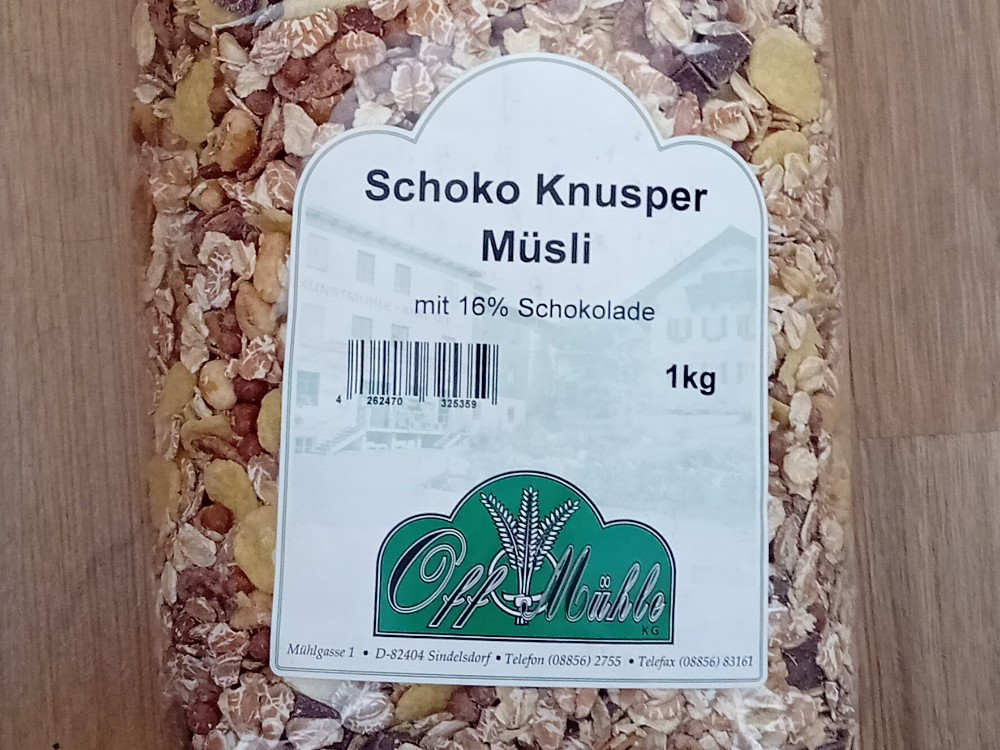 Schoko Knusper
Müsli
mit 16% Schokolade
KUNSTMÜHLE
1kg
4 262470 325359
Off Mühle
KG
Mühlgasse 1 • D-82404 Sindelsdorf • Telefon (08856) 2755 • Telefax (08856) 83161